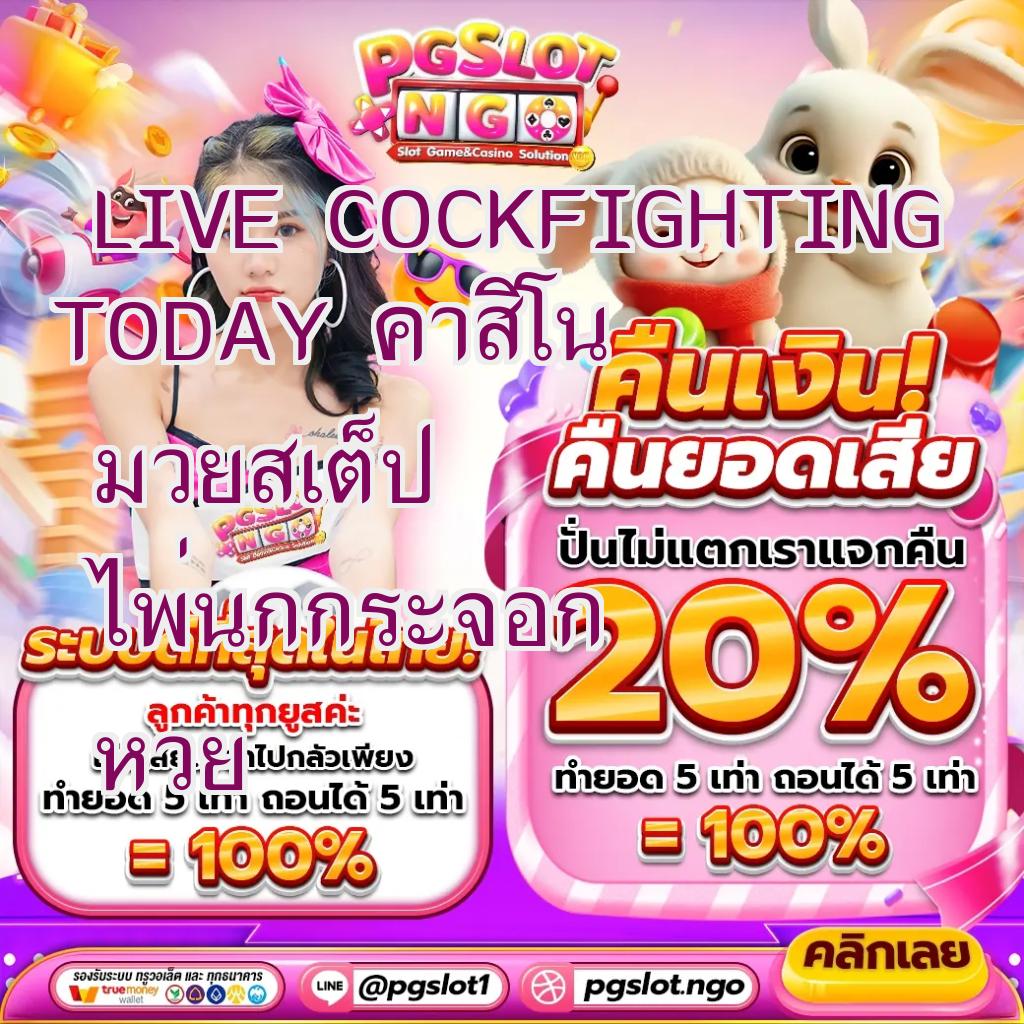 PGSLOT
NGO
Slot Game&Casino Solution
LIVE COCKFIGHTING
TODAY คาสิโน
มวยสเต็ป
ไพ่นกกระจอก
หวย
คืนเงิน!
คืนยอดเสีย
ปั่นไม่แตกเราแจกคืน
20%
ทำยอด 5 เท่า ถอนได้ 5 เท่า
= 100%
PGSLOT
NGO
ลูกค้าทุกยูสค่ะ
ไปกลัวเพียง
ทำยอด 5 เท่า ถอนได้ 5 เท่า
= 100%
คลิกเลย
รองรับระบบ ทรูวอเล็ต และ ทุกธนาคาร
truemoney
wallet
LINE @pgslot1
pgslot.ngo